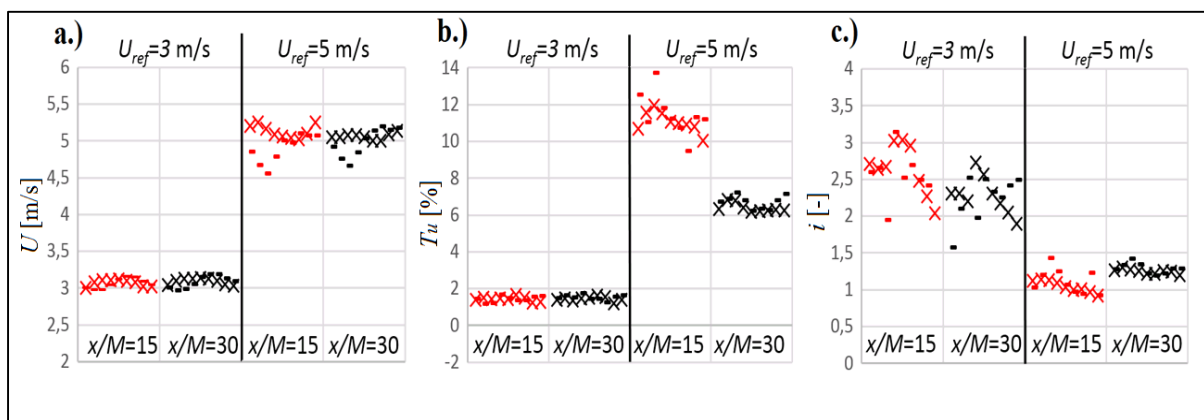 a.)
U_ref=3 m/s U_ref=5 m/s
6
5,5
5
4,5
4
3,5
3
2,5
2
U [m/s]
x/M=15 x/M=30 x/M=15 x/M=30
b.)
U_ref=3 m/s U_ref=5 m/s
14
12
10
8
6
4
2
0
-2
Tu [%]
x/M=15 x/M=30 x/M=15 x/M=30
c.)
U_ref=3 m/s U_ref=5 m/s
4
3,5
3
2,5
2
1,5
1
0,5
0
i [-]
x/M=15 x/M=30 x/M=15 x/M=30